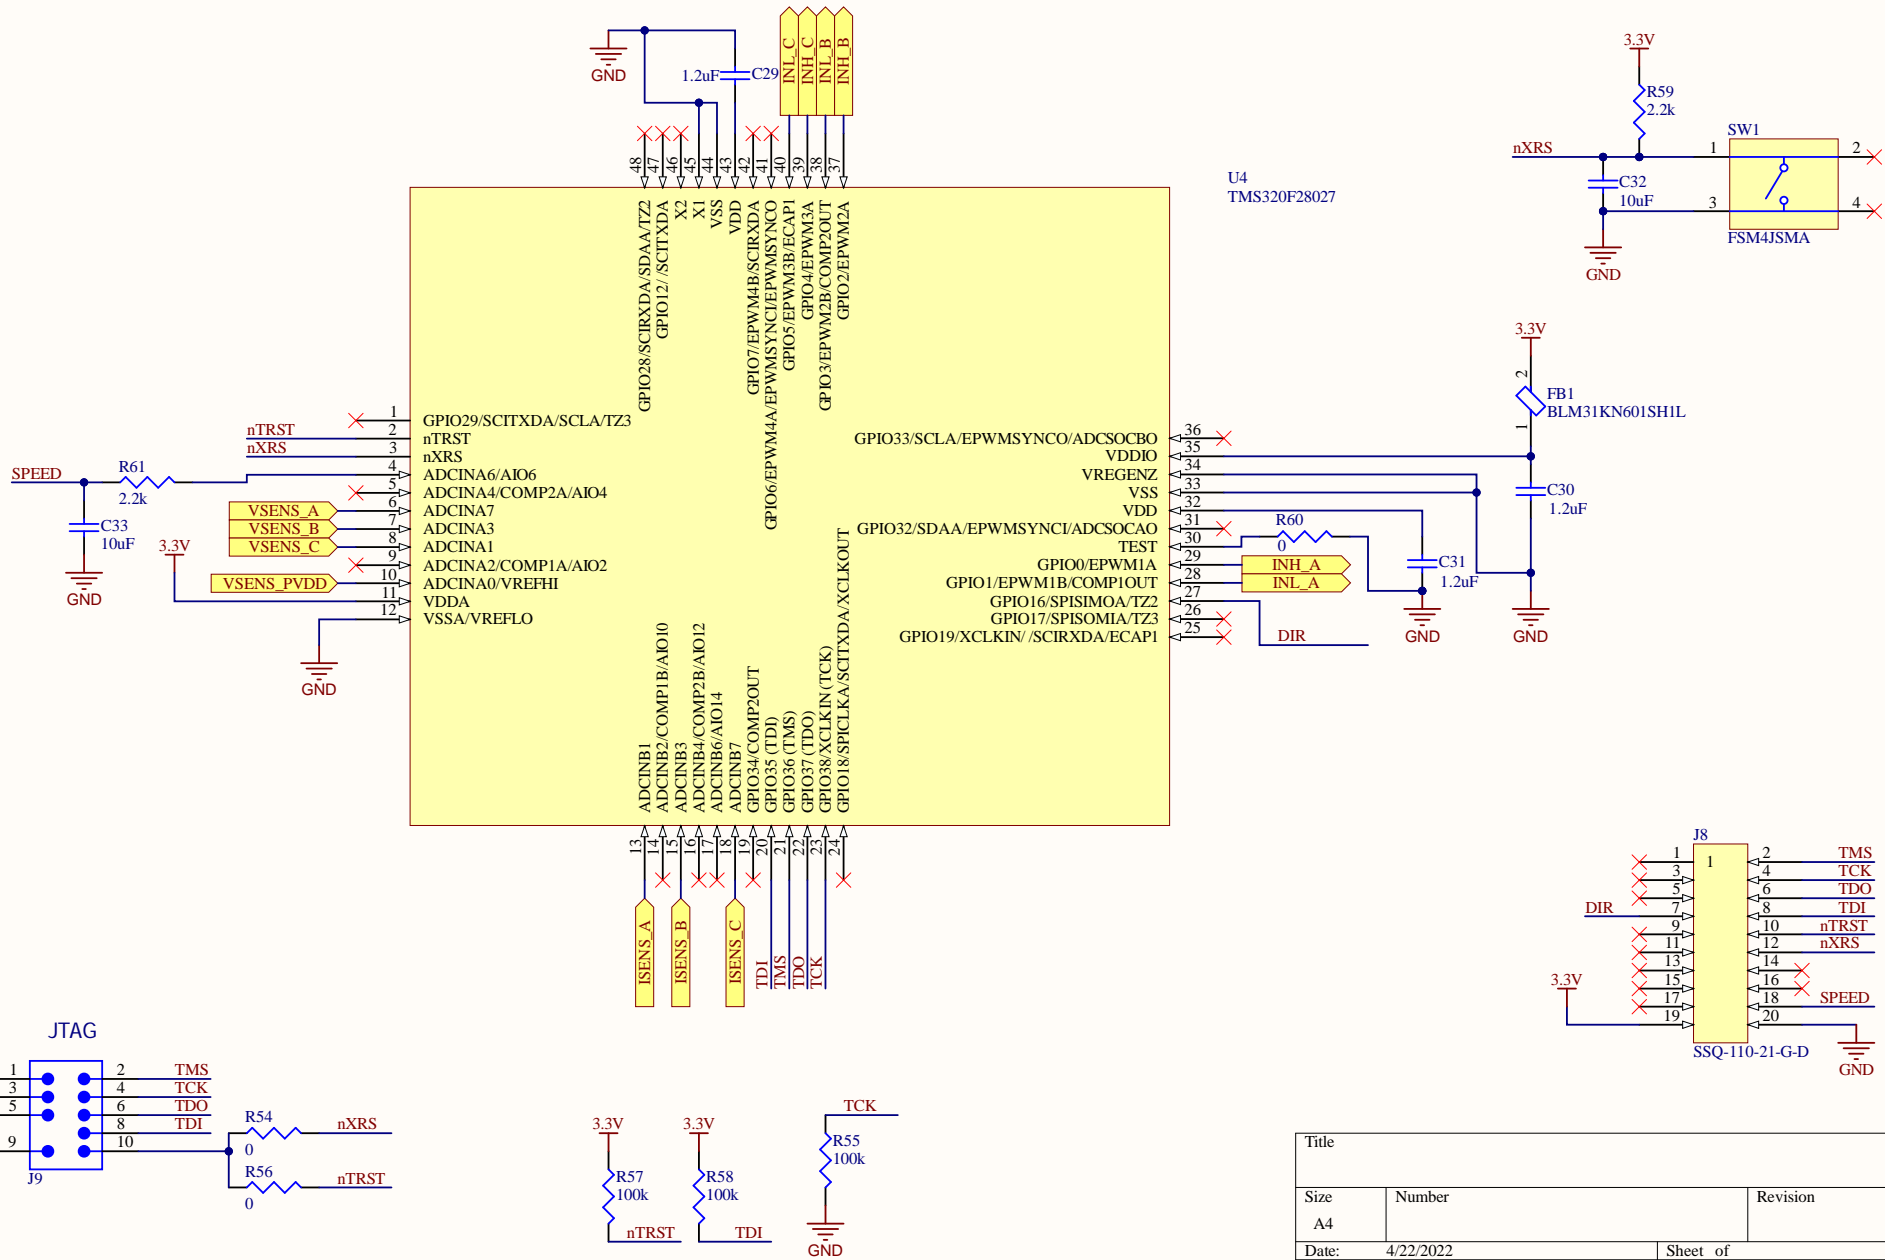 GND
1.2uF
C29
INL_C
INH_C
INL_B
INH_B
48
47
46
45
44
43
42
41
40
39
38
37
GPIO28/SCIRXDA/SDAA/TZ2
GPIO12/ /SCITXDA
X2
X1
VSS
VDD
GPIO7/EPWM4B/SCIRXDA
GPIO6/EPWM4A/EPWMSYNCI/EPWMSYNCO
GPIO5/EPWM3B/ECAP1
GPIO4/EPWM3A
GPIO3/EPWM2B/COMP2OUT
GPIO2/EPWM2A
U4
TMS320F28027
3.3V
R59
2.2k
nXRS
C32
10uF
GND
SW1
1
2
3
4
FSM4JSMA
3.3V
2
FB1
BLM31KN601SH1L
1
C30
1.2uF
GND
nTRST
nXRS
SPEED
R61
2.2k
C33
10uF
GND
VSENS_A
VSENS_B
VSENS_C
3.3V
VSENS_PVDD
GND
1 GPIO29/SCITXDA/SCLA/TZ3
2 nTRST
3 nXRS
4 ADCINA6/AIO6
5 ADCINA4/COMP2A/AIO4
6 ADCINA7
7 ADCINA3
8 ADCINA1
9 ADCINA2/COMP1A/AIO2
10 ADCINA0/VREFHI
11 VDDA
12 VSSA/VREFLO
GPIO33/SCLA/EPWMSYNCO/ADCSOCBO 36
VDDIO 35
VREGENZ 34
VSS 33
VDD 32
GPIO32/SDAA/EPWMSYNCI/ADCSOCAO 31
TEST 30
GPIO0/EPWM1A 29
GPIO1/EPWM1B/COMP1OUT 28
GPIO16/SPISIMOA/TZ2 27
GPIO17/SPISOMIA/TZ3 26
GPIO19/XCLKIN/ /SCIRXDA/ECAP1 25
R60
0
INH_A
INL_A
DIR
C31
1.2uF
GND
ADCINB1
ADCINB2/COMP1B/AIO10
ADCINB3
ADCINB4/COMP2B/AIO12
ADCINB6/AIO14
ADCINB7
GPIO34/COMP2OUT
GPIO35 (TDI)
GPIO36 (TMS)
GPIO37 (TDO)
GPIO38/XCLKIN (TCK)
GPIO18/SPICLKA/SCITXDA/XCLKOUT
13
14
15
16
17
18
19
20
21
22
23
24
ISENS_A
ISENS_B
ISENS_C
TDI
TMS
TDO
TCK
J8
1 1 2 TMS
3 4 TCK
5 6 TDO
DIR 7 8 TDI
9 10 nTRST
11 12 nXRS
13 14
15 16
3.3V
17 18 SPEED
19 20
SSQ-110-21-G-D
GND
JTAG
1 2 TMS
3 4 TCK
5 6 TDO
8 TDI
9 10
J9
R54
0
nXRS
R56
0
nTRST
3.3V
R57
100k
nTRST
3.3V
R58
100k
TDI
TCK
R55
100k
GND
Title
Size
A4
Number
Revision
Date: 4/22/2022
Sheet of